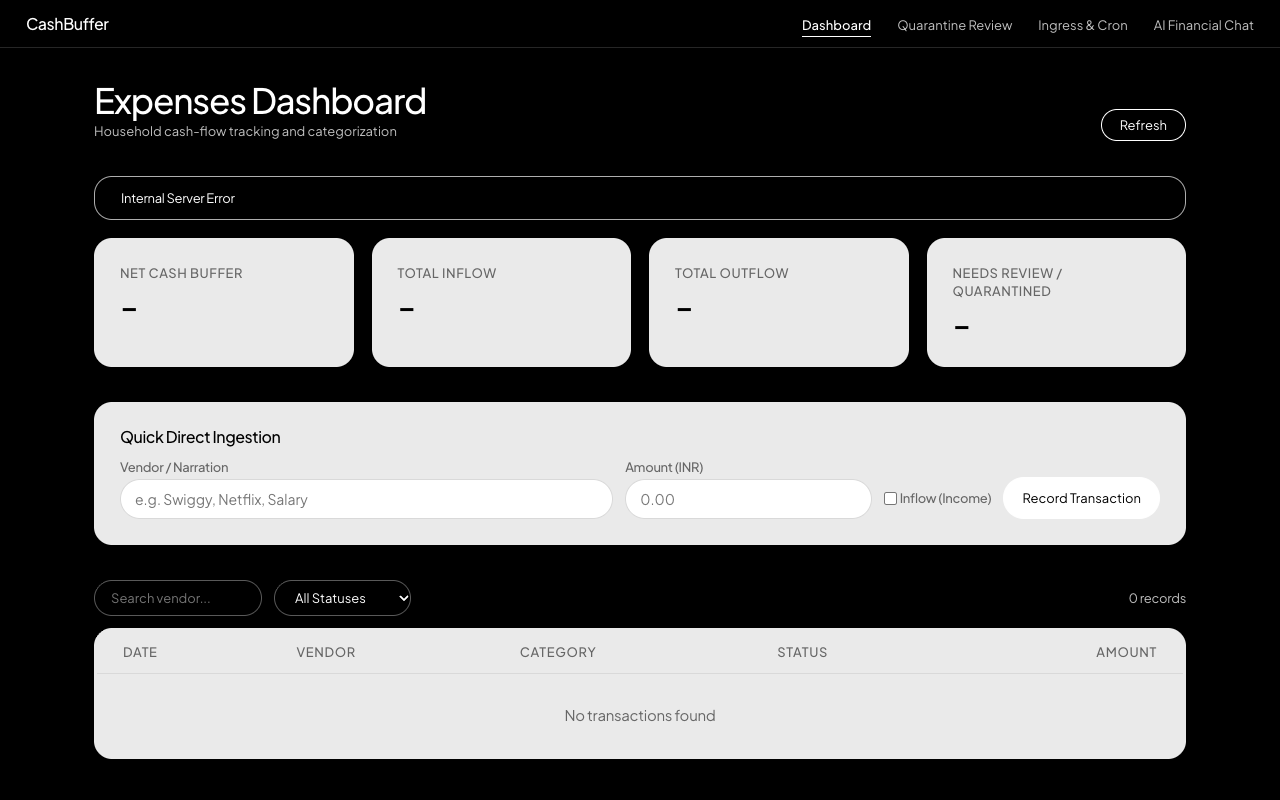 CashBuffer
Dashboard
Quarantine Review
Ingress & Cron
AI Financial Chat
Expenses Dashboard
Household cash-flow tracking and categorization
Refresh
Internal Server Error
NET CASH BUFFER
–
TOTAL INFLOW
–
TOTAL OUTFLOW
–
NEEDS REVIEW /
QUARANTINED
–
Quick Direct Ingestion
Vendor / Narration
e.g. Swiggy, Netflix, Salary
Amount (INR)
0.00
Inflow (Income)
Record Transaction
Search vendor...
All Statuses
0 records
DATE
VENDOR
CATEGORY
STATUS
AMOUNT
No transactions found